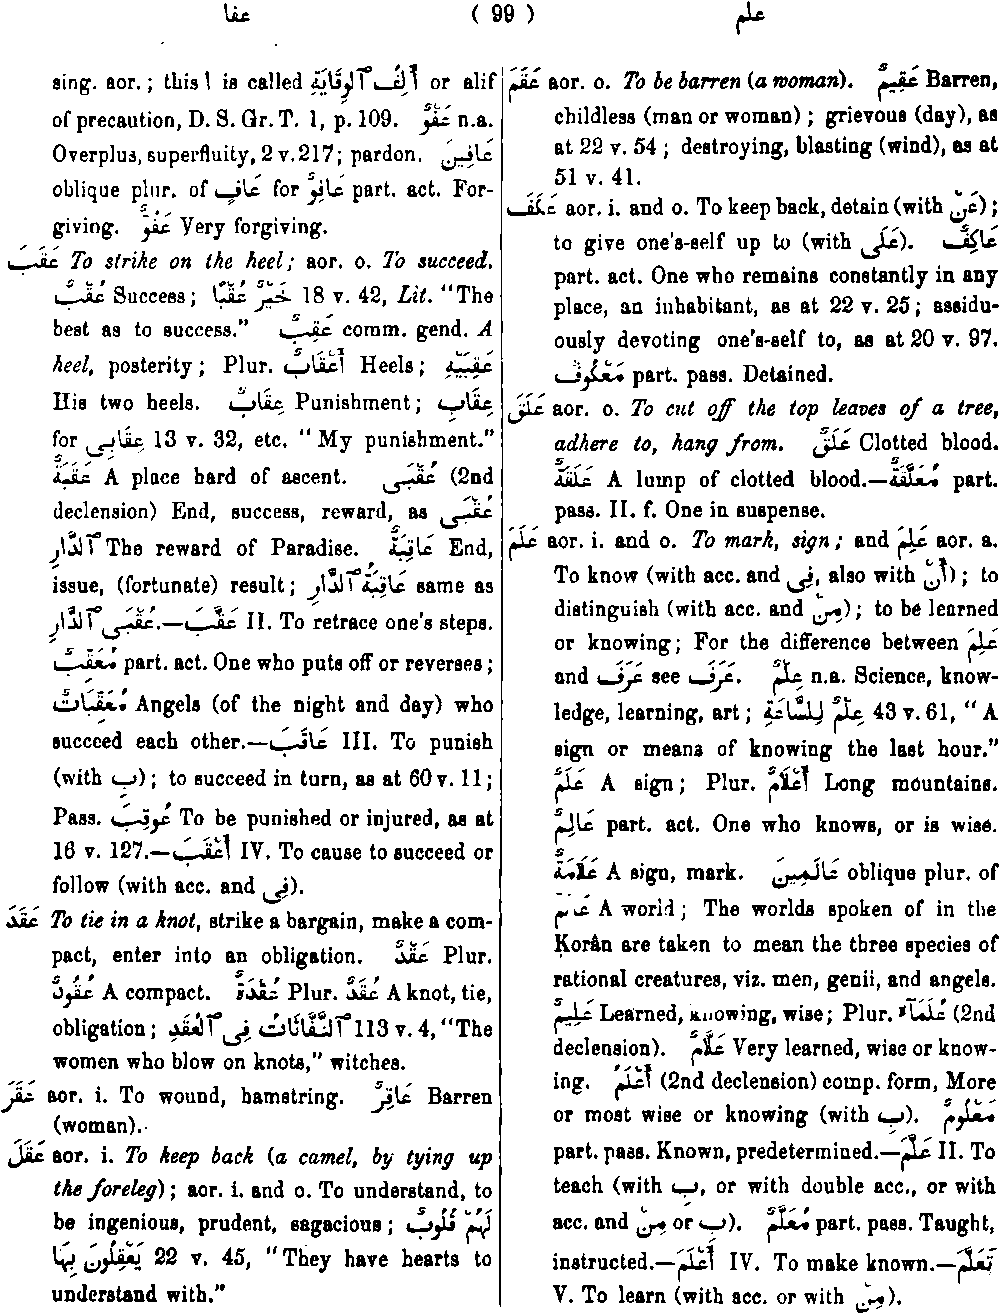 عفا ( 99 ) علم
sing. aor.; this ا is called أَلِفُ ٱلْوِقَايَةِ or alif
of precaution, D. S. Gr. T. 1, p. 109. عَفْوٌ n.a.
Overplus, superfluity, 2 v. 217; pardon. عَافِينَ
oblique plur. of عَافٍ for عَافِوٌ part. act. For-
giving. عَفُوٌّ Very forgiving.
عَقَبَ To strike on the heel; aor. o. To succeed.
عُقْبٌ Success; خَيْرٌ عُقْبًا 18 v. 42, Lit. "The
best as to success." عَقِبٌ comm. gend. A
heel, posterity; Plur. أَعْقَابٌ Heels; عَقِبَيْهِ
His two heels. عِقَابٌ Punishment; عِقَابِ
for عِقَابِى 13 v. 32, etc. "My punishment."
عَقَبَةٌ A place hard of ascent. عُقْبَى (2nd
declension) End, success, reward, as عُقْبَى
ٱلدَّارِ The reward of Paradise. عَاقِبَةٌ End,
issue, (fortunate) result; عَاقِبَةُ ٱلدَّارِ same as
عُقْبَى ٱلدَّارِ.—عَقَّبَ II. To retrace one's steps.
مُعَقِّبٌ part. act. One who puts off or reverses;
مُعَقِّبَاتٌ Angels (of the night and day) who
succeed each other.—عَاقَبَ III. To punish
(with ب); to succeed in turn, as at 60 v. 11;
Pass. عُوقِبَ To be punished or injured, as at
16 v. 127.—أَعْقَبَ IV. To cause to succeed or
follow (with acc. and فِى).
عَقَدَ To tie in a knot, strike a bargain, make a com-
pact, enter into an obligation. عَقْدٌ Plur.
عُقُودٌ A compact. عُقْدَةٌ Plur. عُقَدٌ A knot, tie,
obligation; ٱلنَّفَّاثَاتُ فِى ٱلْعُقَدِ 113 v. 4, "The
women who blow on knots," witches.
عَقَرَ aor. i. To wound, hamstring. عَاقِرٌ Barren
(woman).
عَقَلَ aor. i. To keep back (a camel, by tying up
the foreleg); aor. i. and o. To understand, to
be ingenious, prudent, sagacious; لَهُمْ قُلُوبٌ
يَعْقِلُونَ بِهَا 22 v. 45, "They have hearts to
understand with."
عَقَمَ aor. o. To be barren (a woman). عَقِيمٌ Barren,
childless (man or woman); grievous (day), as
at 22 v. 54; destroying, blasting (wind), as at
51 v. 41.
عَكَفَ aor. i. and o. To keep back, detain (with عَنْ);
to give one's-self up to (with عَلَى). عَاكِفٌ
part. act. One who remains constantly in any
place, an inhabitant, as at 22 v. 25; assidu-
ously devoting one's-self to, as at 20 v. 97.
مَعْكُوفٌ part. pass. Detained.
عَلَقَ aor. o. To cut off the top leaves of a tree,
adhere to, hang from. عَلَقٌ Clotted blood.
عَلَقَةٌ A lump of clotted blood.—مُعَلَّقَةٌ part.
pass. II. f. One in suspense.
عَلَمَ aor. i. and o. To mark, sign; and عَلِمَ aor. a.
To know (with acc. and فِى, also with أَنَّ); to
distinguish (with acc. and مِنْ); to be learned
or knowing; For the difference between عَلِمَ
and عَرَفَ see عَرَفَ. عِلْمٌ n.a. Science, know-
ledge, learning, art; عِلْمٌ لِلسَّاعَةِ 43 v. 61, "A
sign or means of knowing the last hour."
عَلَمٌ A sign; Plur. أَعْلَامٌ Long mountains.
عَالِمٌ part. act. One who knows, or is wise.
عَلَامَةٌ A sign, mark. عَالَمِينَ oblique plur. of
عَالَم A world; The worlds spoken of in the
Ḳorân are taken to mean the three species of
rational creatures, viz. men, genii, and angels.
عَلِيمٌ Learned, knowing, wise; Plur. عُلَمَآءُ (2nd
declension). عَلَّامٌ Very learned, wise or know-
ing. أَعْلَمُ (2nd declension) comp. form, More
or most wise or knowing (with بِ). مَعْلُومٌ
part. pass. Known, predetermined.—عَلَّمَ II. To
teach (with بِ, or with double acc., or with
acc. and مِنْ or بِ). مُعَلَّمٌ part. pass. Taught,
instructed.—أَعْلَمَ IV. To make known.—تَعَلَّمَ
V. To learn (with acc. or with مِنْ).